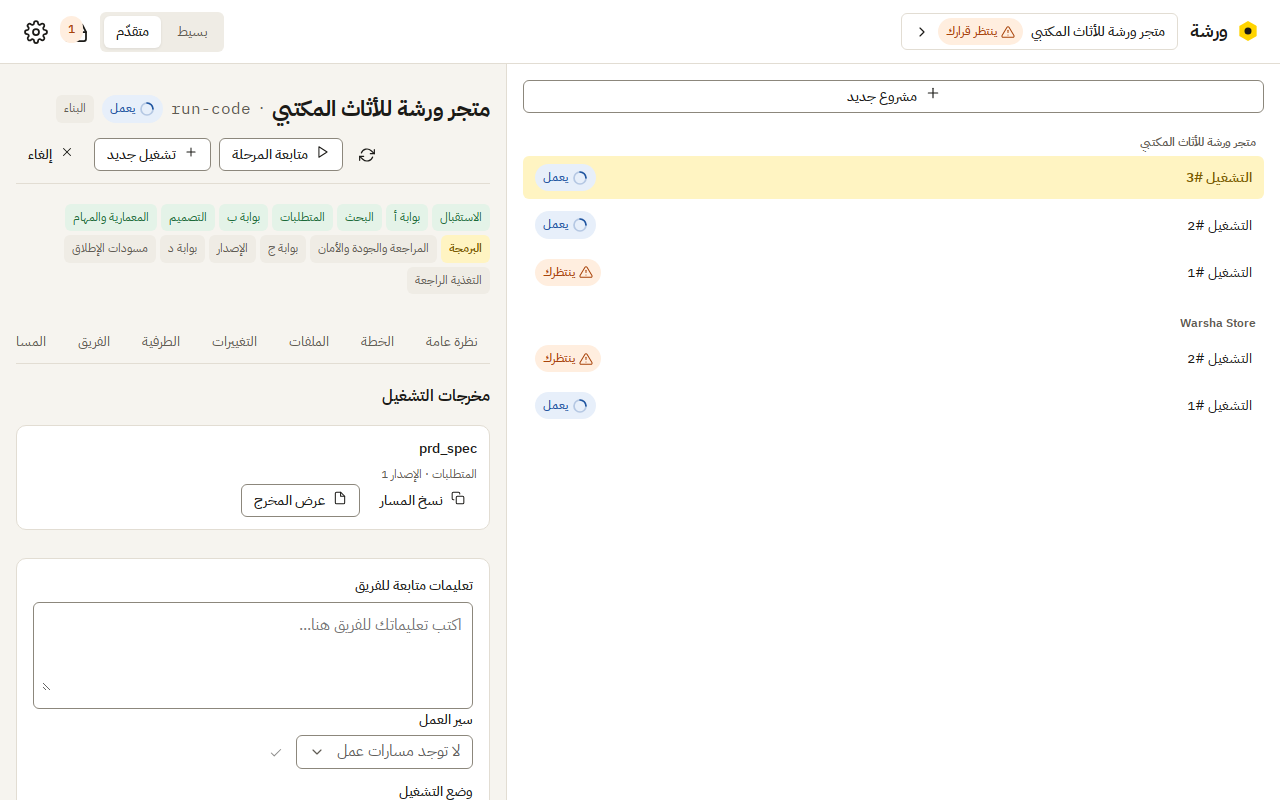 ورشة
متجر ورشة للأثاث المكتبي
ينتظر قرارك
بسيط
متقدّم
1
مشروع جديد
متجر ورشة للأثاث المكتبي
التشغيل #3
يعمل
التشغيل #2
يعمل
التشغيل #1
ينتظرك
Warsha Store
التشغيل #2
ينتظرك
التشغيل #1
يعمل
متجر ورشة للأثاث المكتبي · run-code يعمل البناء
متابعة المرحلة
تشغيل جديد
إلغاء
الاستقبال بوابة أ البحث المتطلبات بوابة ب التصميم المعمارية والمهام
البرمجة المراجعة والجودة والأمان بوابة ج الإصدار بوابة د مسودات الإطلاق
التغذية الراجعة
نظرة عامة الخطة الملفات التغييرات الطرفية الفريق المسا
مخرجات التشغيل
prd_spec
المتطلبات · الإصدار 1
نسخ المسار
عرض المخرج
تعليمات متابعة للفريق
اكتب تعليماتك للفريق هنا...
سير العمل
لا توجد مسارات عمل
وضع التشغيل